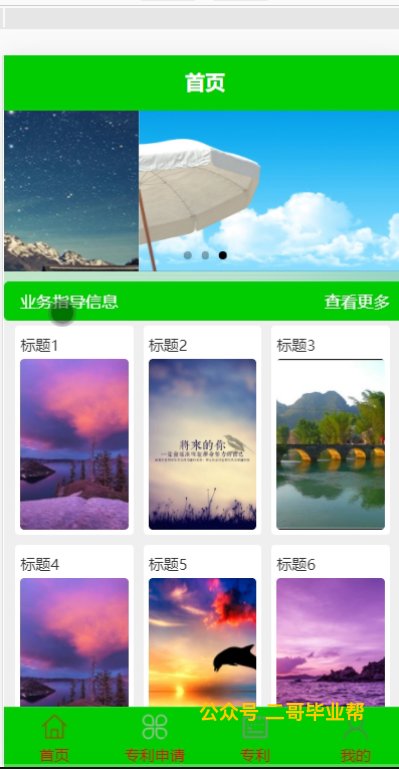 首页
业务指导信息 查看更多
标题1 标题2 标题3
将来的你
标题4 标题5 标题6
公众号 二哥毕业帮
首页 专利申请 专利 我的